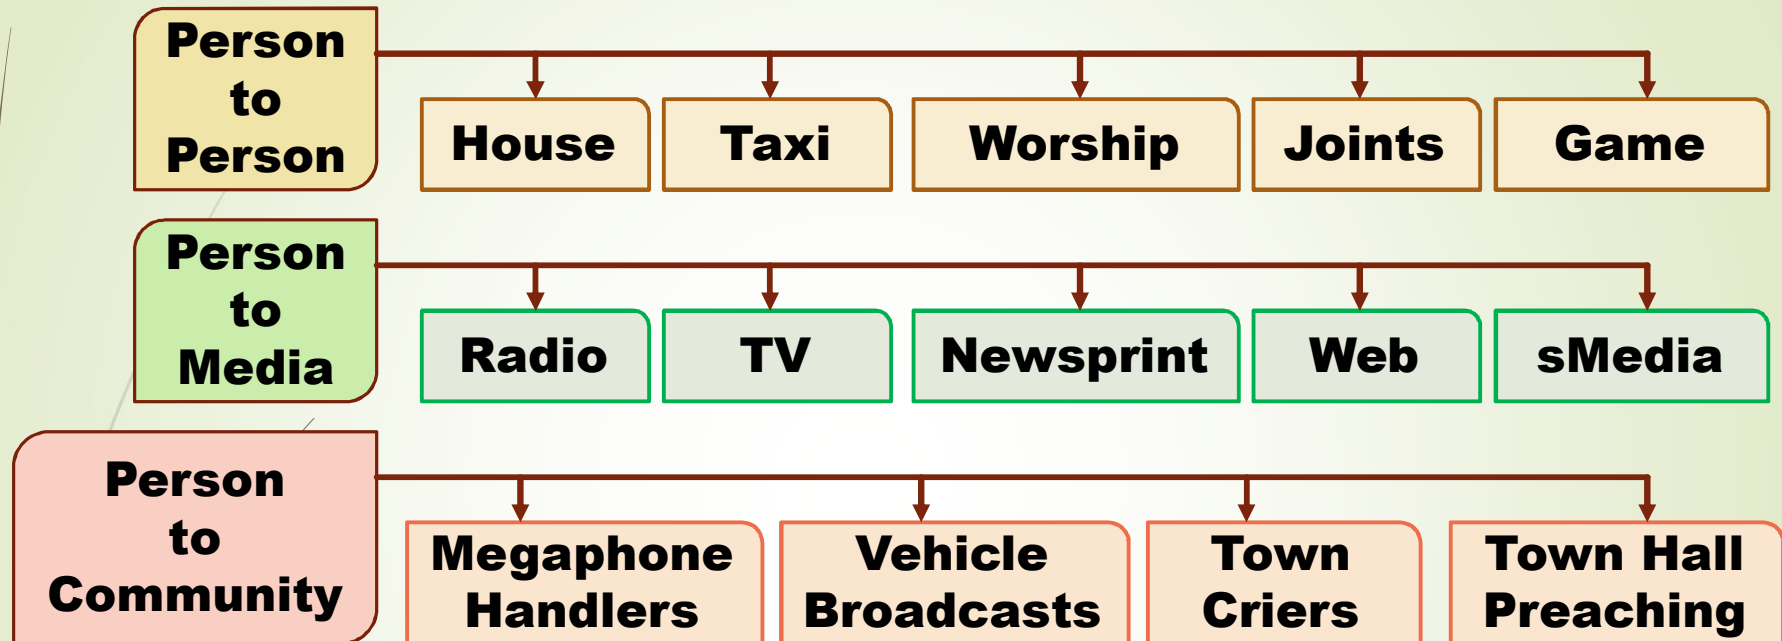 Person
to
Person
House
Taxi
Worship
Joints
Game
Person
to
Media
Radio
TV
Newsprint
Web
sMedia
Person
to
Community
Megaphone
Handlers
Vehicle
Broadcasts
Town
Criers
Town Hall
Preaching